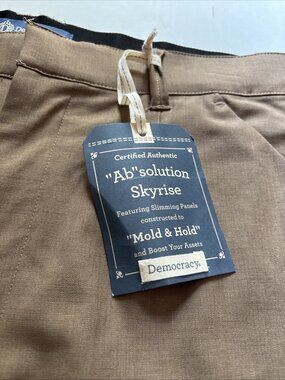 Certified Authentic
"Ab"solution
Skyrise
Featuring Slimming Panels
constructed to
"Mold & Hold"
and Boost Your Assets
Democracy.